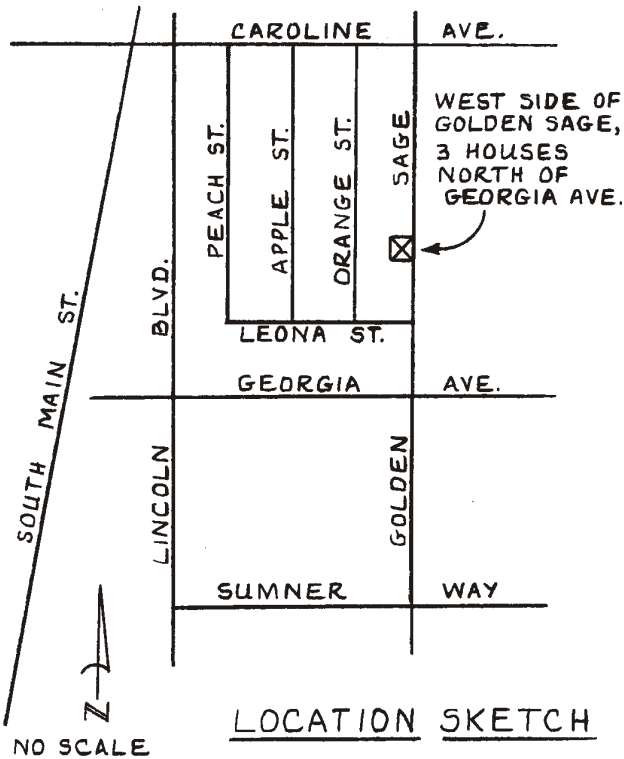 CAROLINE AVE.
WEST SIDE OF
GOLDEN SAGE,
3 HOUSES
NORTH OF
GEORGIA AVE.
PEACH ST.
APPLE ST.
ORANGE ST.
SAGE
BLVD.
SOUTH MAIN ST.
LEONA ST.
GEORGIA AVE.
LINCOLN
GOLDEN
SUMNER WAY
N
NO SCALE
LOCATION SKETCH